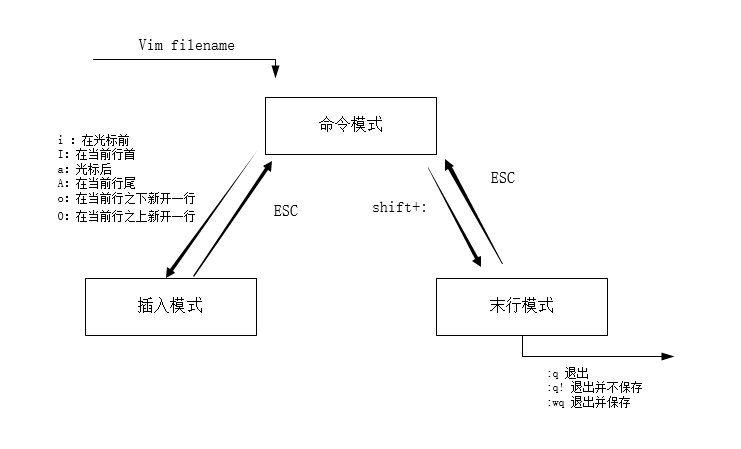 Vim filename
命令模式
i : 在光标前
I: 在当前行首
a: 光标后
A: 在当前行尾
o: 在当前行之下新开一行
O: 在当前行之上新开一行
ESC
shift+:
ESC
插入模式
末行模式
:q 退出
:q! 退出并不保存
:wq 退出并保存